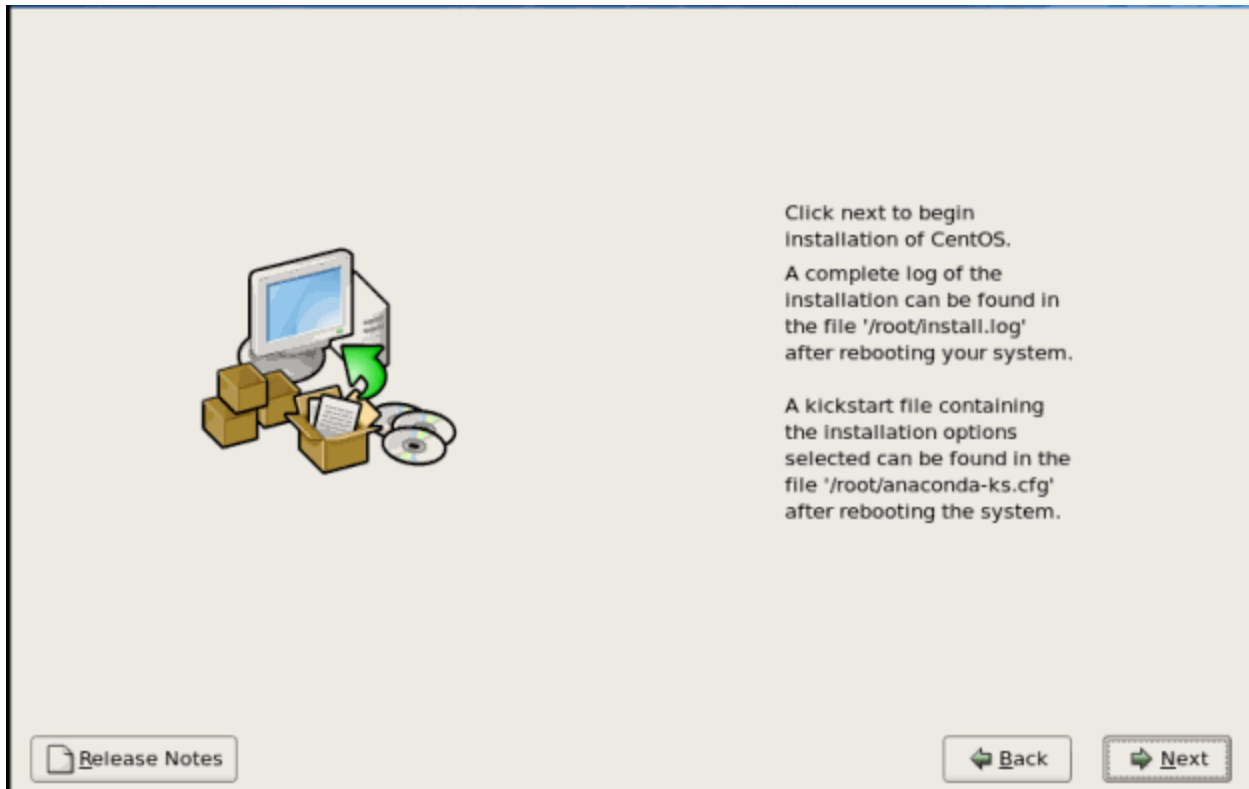 Click next to begin
installation of CentOS.
A complete log of the
installation can be found in
the file '/root/install.log'
after rebooting your system.
A kickstart file containing
the installation options
selected can be found in the
file '/root/anaconda-ks.cfg'
after rebooting the system.
Release Notes
Back
Next